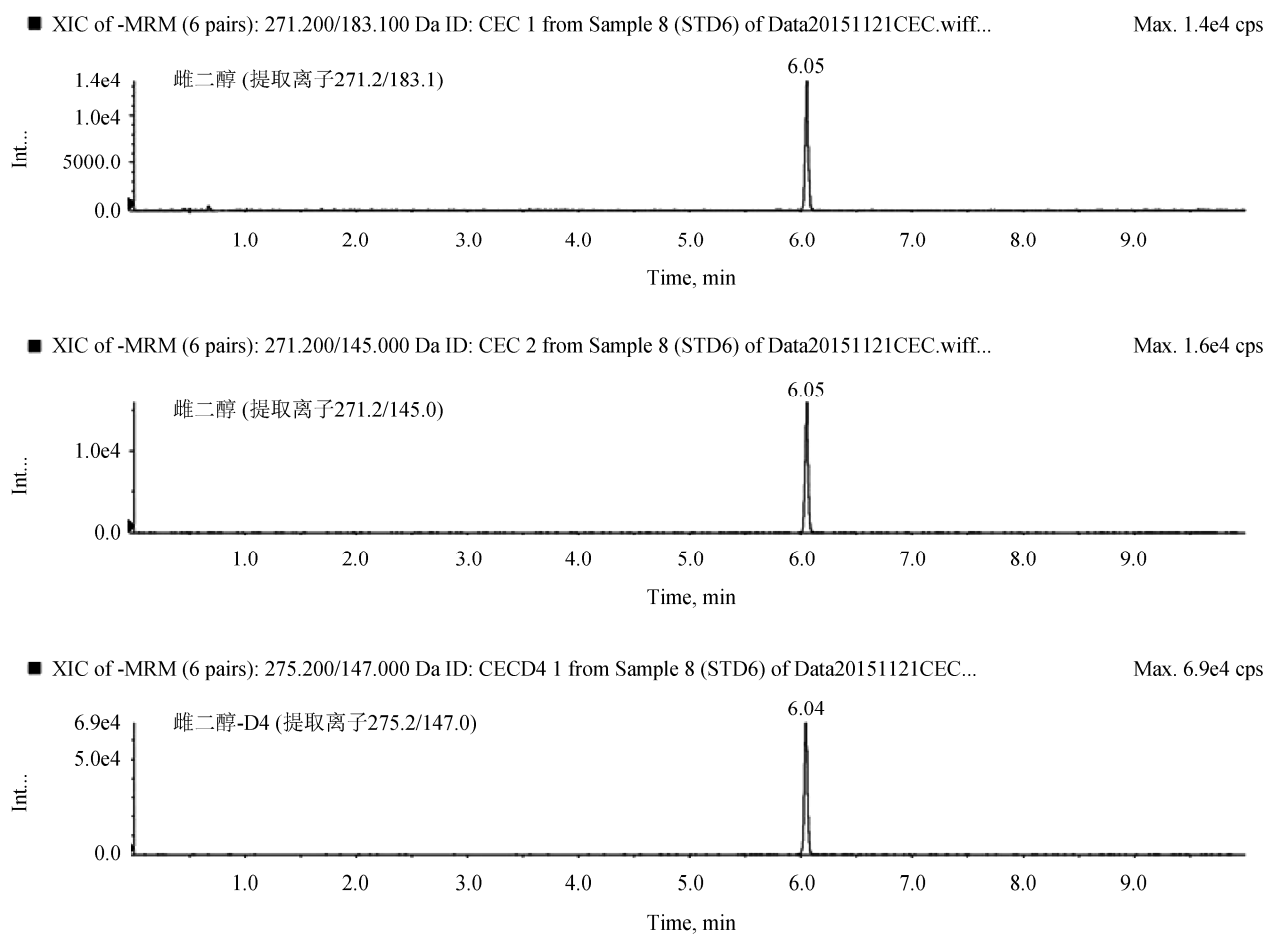 ■ XIC of -MRM (6 pairs): 271.200/183.100 Da ID: CEC 1 from Sample 8 (STD6) of Data20151121CEC.wiff... Max. 1.4e4 cps
6.05
1.4e4 雌二醇 (提取离子271.2/183.1)
1.0e4
Int...
5000.0
0.0
1.0 2.0 3.0 4.0 5.0 6.0 7.0 8.0 9.0
Time, min
■ XIC of -MRM (6 pairs): 271.200/145.000 Da ID: CEC 2 from Sample 8 (STD6) of Data20151121CEC.wiff... Max. 1.6e4 cps
6.05
雌二醇 (提取离子271.2/145.0)
1.0e4
Int...
0.0
1.0 2.0 3.0 4.0 5.0 6.0 7.0 8.0 9.0
Time, min
■ XIC of -MRM (6 pairs): 275.200/147.000 Da ID: CECD4 1 from Sample 8 (STD6) of Data20151121CEC... Max. 6.9e4 cps
6.04
6.9e4 雌二醇-D4 (提取离子275.2/147.0)
5.0e4
Int...
0.0
1.0 2.0 3.0 4.0 5.0 6.0 7.0 8.0 9.0
Time, min